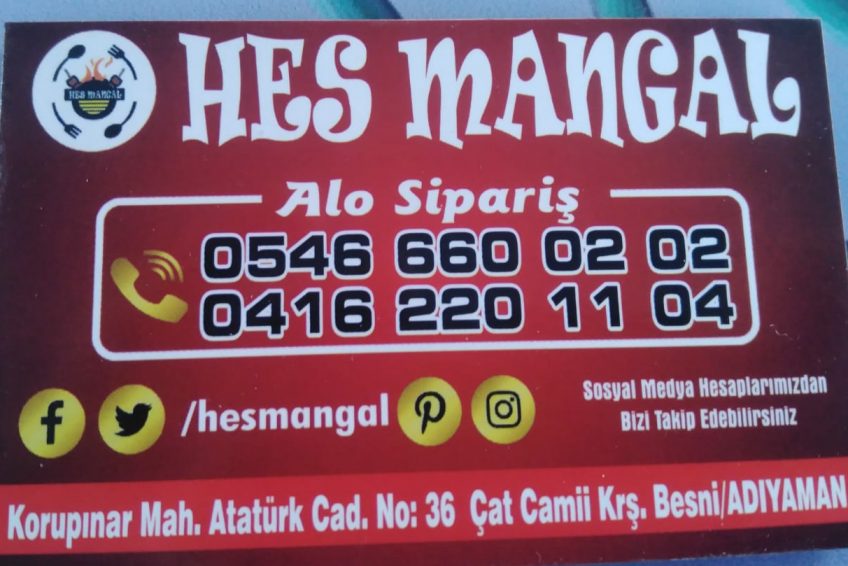 HES MANGAL
HES MANGAL
Alo Sipariş
0546 660 02 02
0416 220 11 04
/hesmangal
Sosyal Medya Hesaplarımızdan
Bizi Takip Edebilirsiniz
Korupınar Mah. Atatürk Cad. No: 36 Çat Camii Krş. Besni/ADIYAMAN